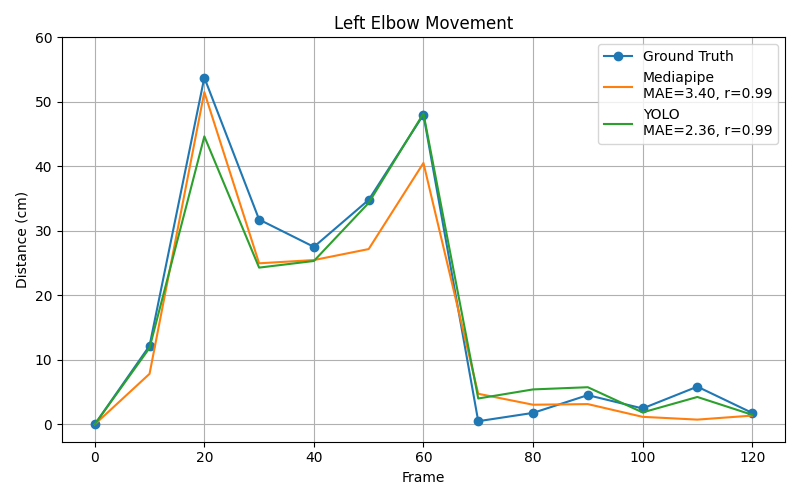 Left Elbow Movement
Ground Truth
Mediapipe
MAE=3.40, r=0.99
YOLO
MAE=2.36, r=0.99
Distance (cm)
60
50
40
30
20
10
0
0 20 40 60 80 100 120
Frame